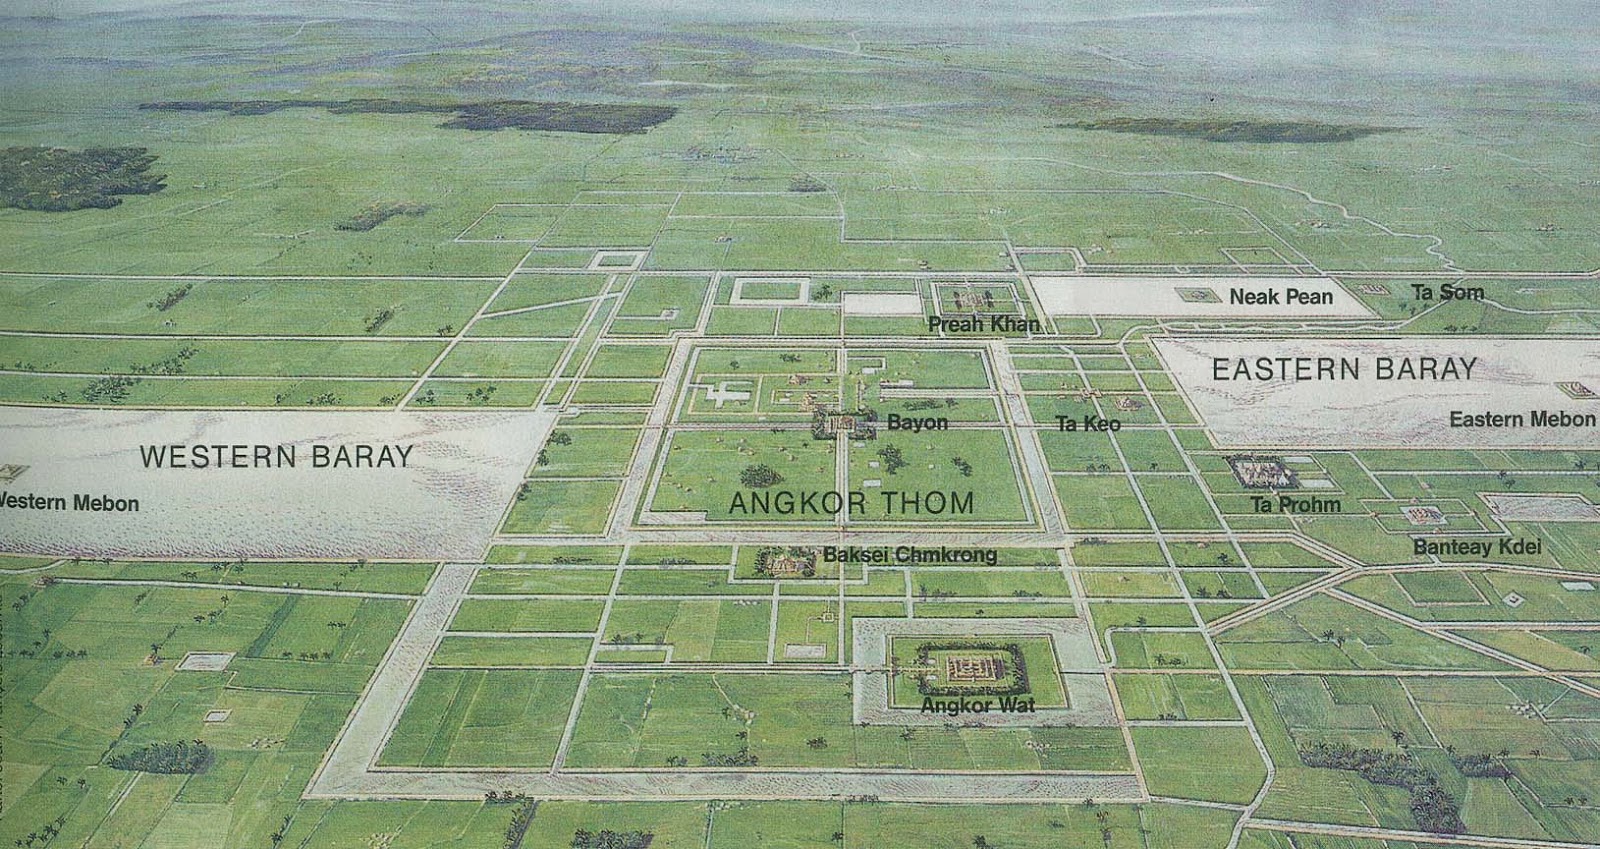 Neak Pean
Ta Som
Preah Khan
EASTERN BARAY
Eastern Mebon
Bayon
Ta Keo
WESTERN BARAY
Western Mebon
ANGKOR THOM
Ta Prohm
Banteay Kdei
Baksei Chmkrong
Angkor Wat